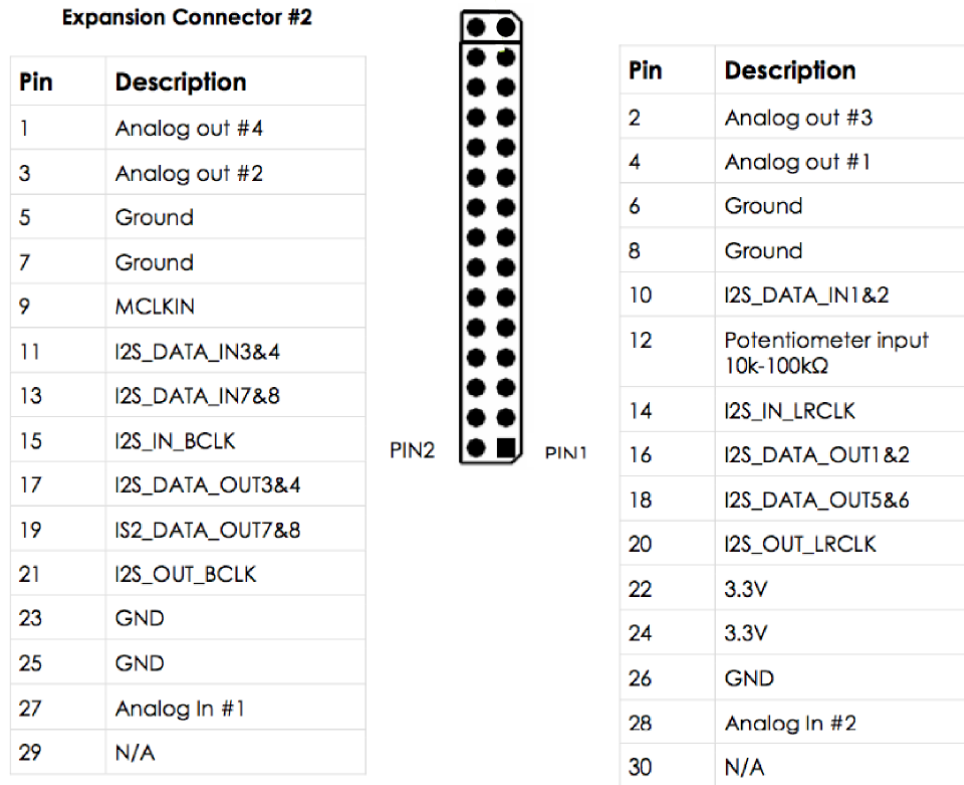 Expansion Connector #2
Pin Description
1 Analog out #4
3 Analog out #2
5 Ground
7 Ground
9 MCLKIN
11 I2S_DATA_IN3&4
13 I2S_DATA_IN7&8
15 I2S_IN_BCLK
17 I2S_DATA_OUT3&4
19 IS2_DATA_OUT7&8
21 I2S_OUT_BCLK
23 GND
25 GND
27 Analog In #1
29 N/A
PIN2 PIN1
Pin Description
2 Analog out #3
4 Analog out #1
6 Ground
8 Ground
10 I2S_DATA_IN1&2
12 Potentiometer input
10k-100kΩ
14 I2S_IN_LRCLK
16 I2S_DATA_OUT1&2
18 I2S_DATA_OUT5&6
20 I2S_OUT_LRCLK
22 3.3V
24 3.3V
26 GND
28 Analog In #2
30 N/A